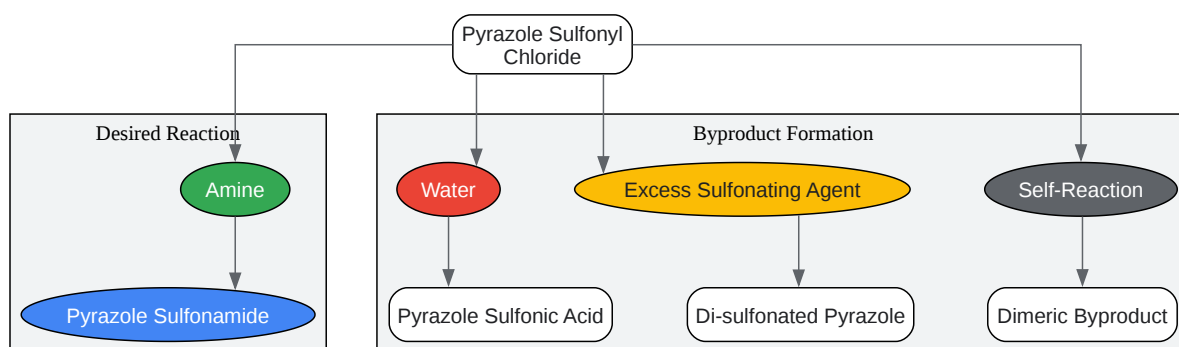 Pyrazole Sulfonyl
Chloride
Desired Reaction
Byproduct Formation
Amine
Water
Excess Sulfonating Agent
Self-Reaction
Pyrazole Sulfonamide
Pyrazole Sulfonic Acid
Di-sulfonated Pyrazole
Dimeric Byproduct